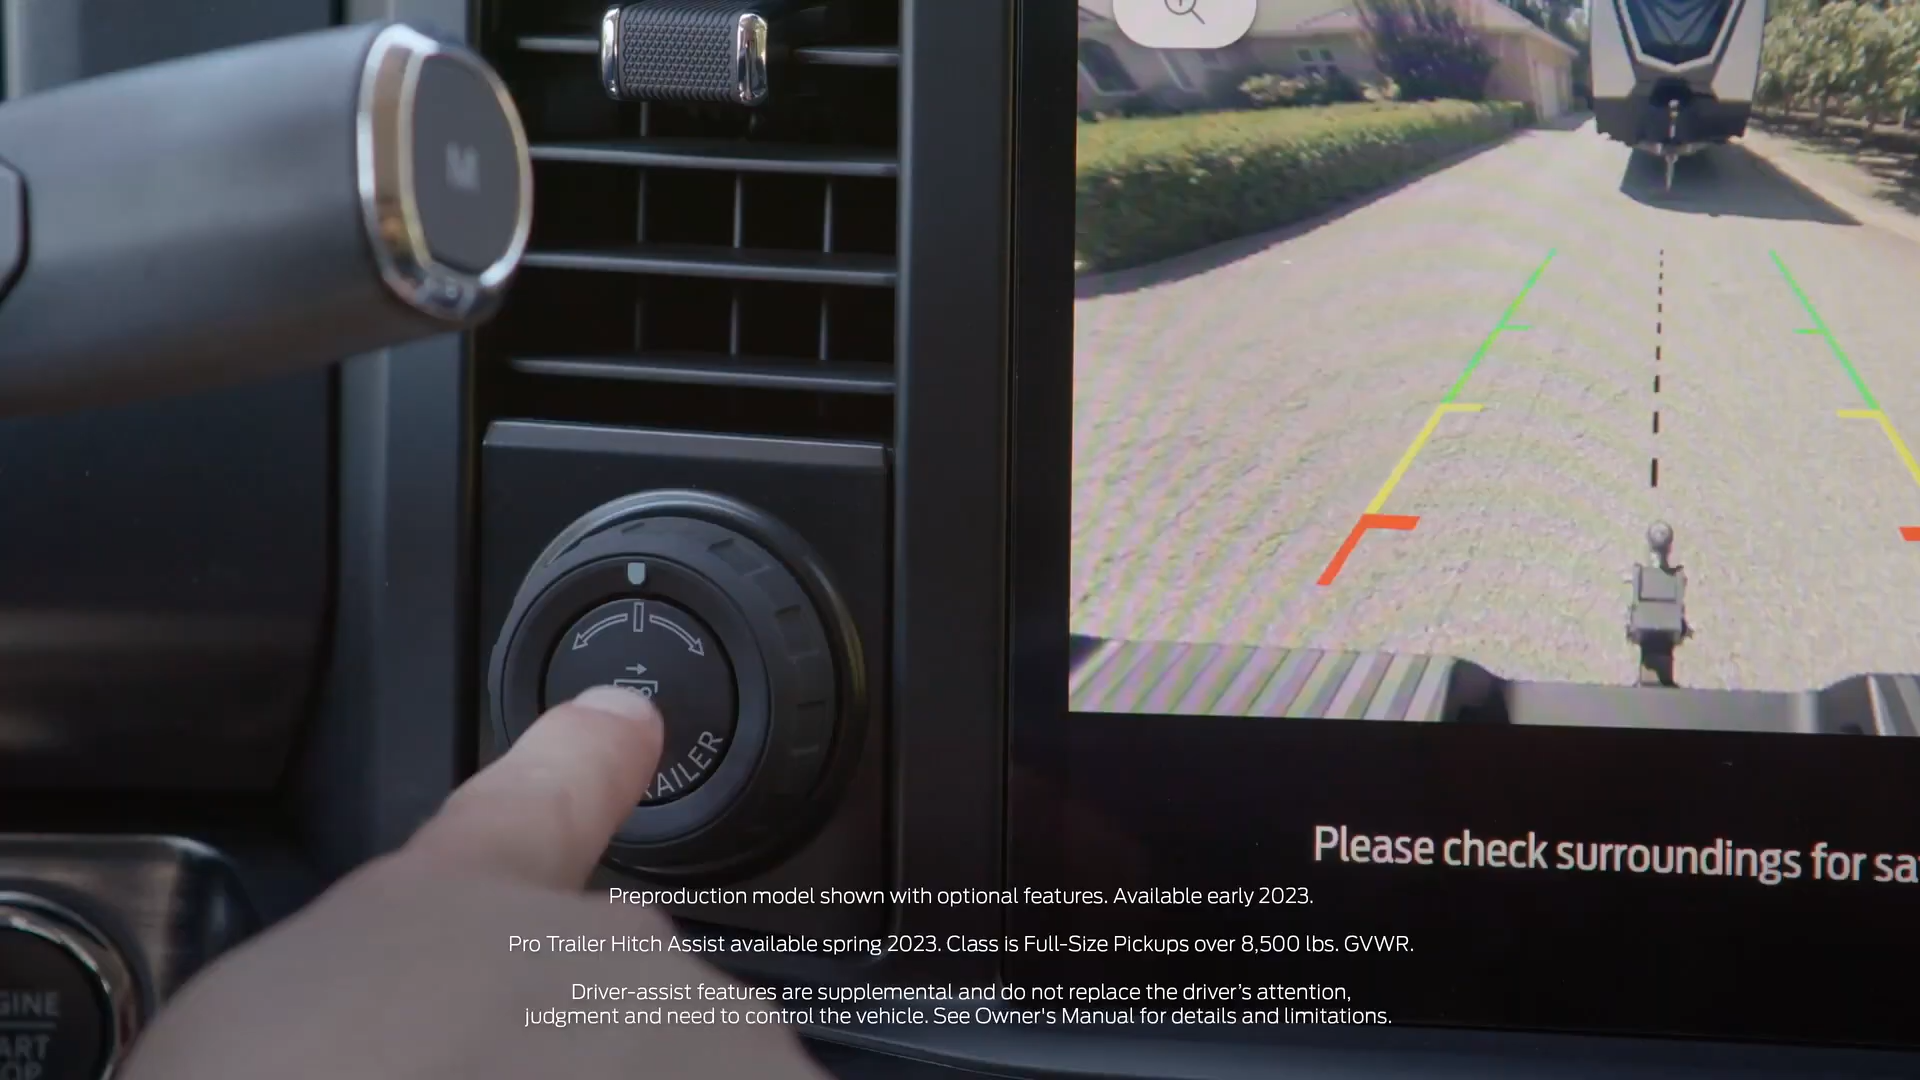 M
Please check surroundings for
Preproduction model shown with optional features. Available early 2023.
Pro Trailer Hitch Assist available spring 2023. Class is Full-Size Pickups over 8,500 lbs. GVWR.
Driver-assist features are supplemental and do not replace the driver's attention,
judgment and need to control the vehicle. See Owner's Manual for details and limitations.